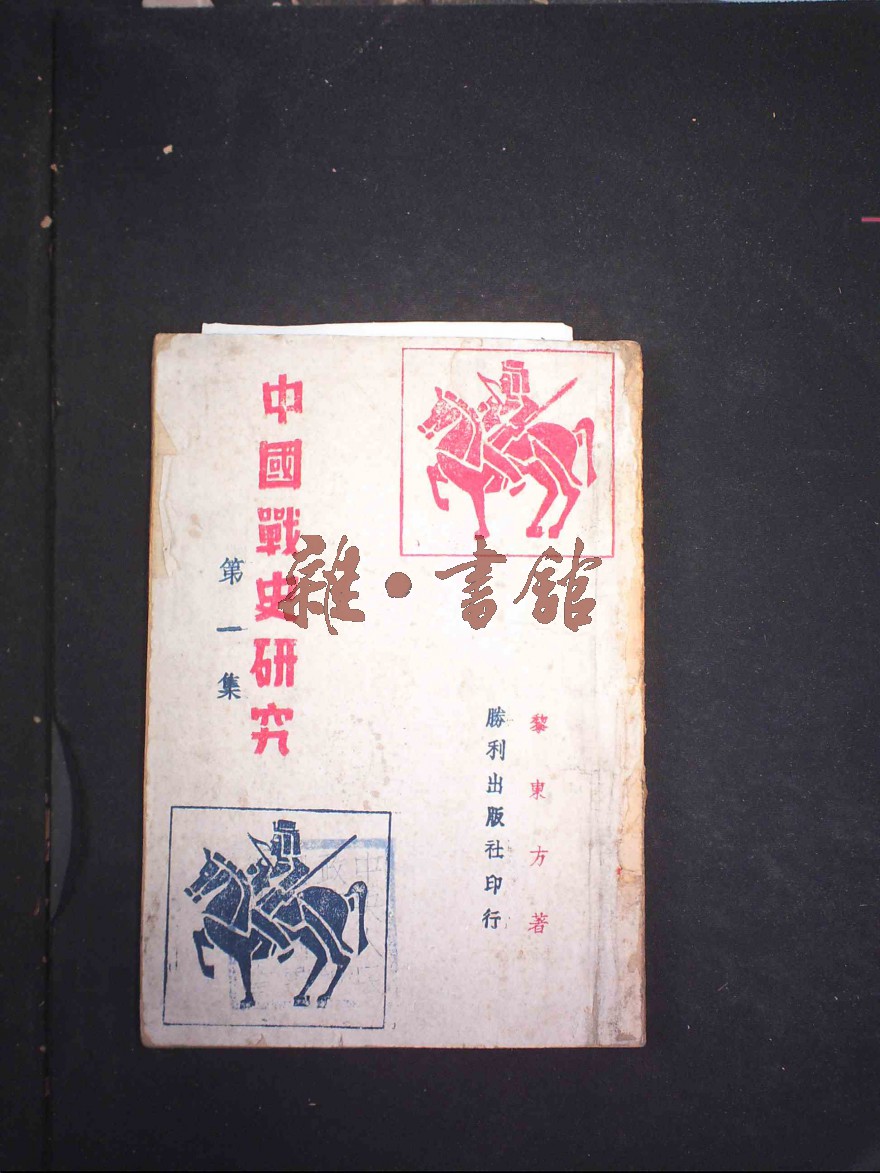 中國戰史研究
第一集
黎東方著
勝利出版社印行
雜·書館